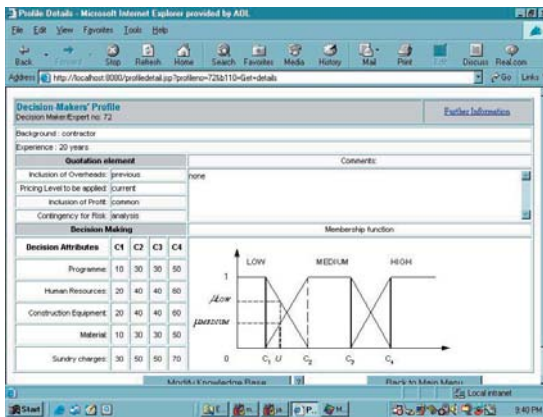 Profile Details - Microsoft Internet Explorer provided by AOL
File Edit View Favorites Tools Help
Back Stop Refresh Home Search Favorites Media History Mail Print Edit Discuss Real.com
Address http://localhost:8080/profiledetail.jsp?profileno=72&b110=Get+details Go Links
Decision-Makers' Profile
Decision Maker/Expert no: 72
Further Information
Background : contractor
Experience : 20 years
Quotation element Comments:
Inclusion of Overheads: previous none
Pricing Level to be applied: current
Inclusion of Profit: common
Contingency for Risk: analysis
Decision Making Membership function
Decision Attributes C1 C2 C3 C4
Programme: 10 30 30 50
Human Resources: 20 40 40 60
Construction Equipment: 20 40 40 60
Material: 10 30 30 50
Sundry charges: 30 50 50 70
LOW MEDIUM HIGH
1
μLOW
μMEDIUM
0 C1 U C2 C3 C4
Modify Knowledge Base Back to Main Menu
Local intranet
Start 9:40 PM